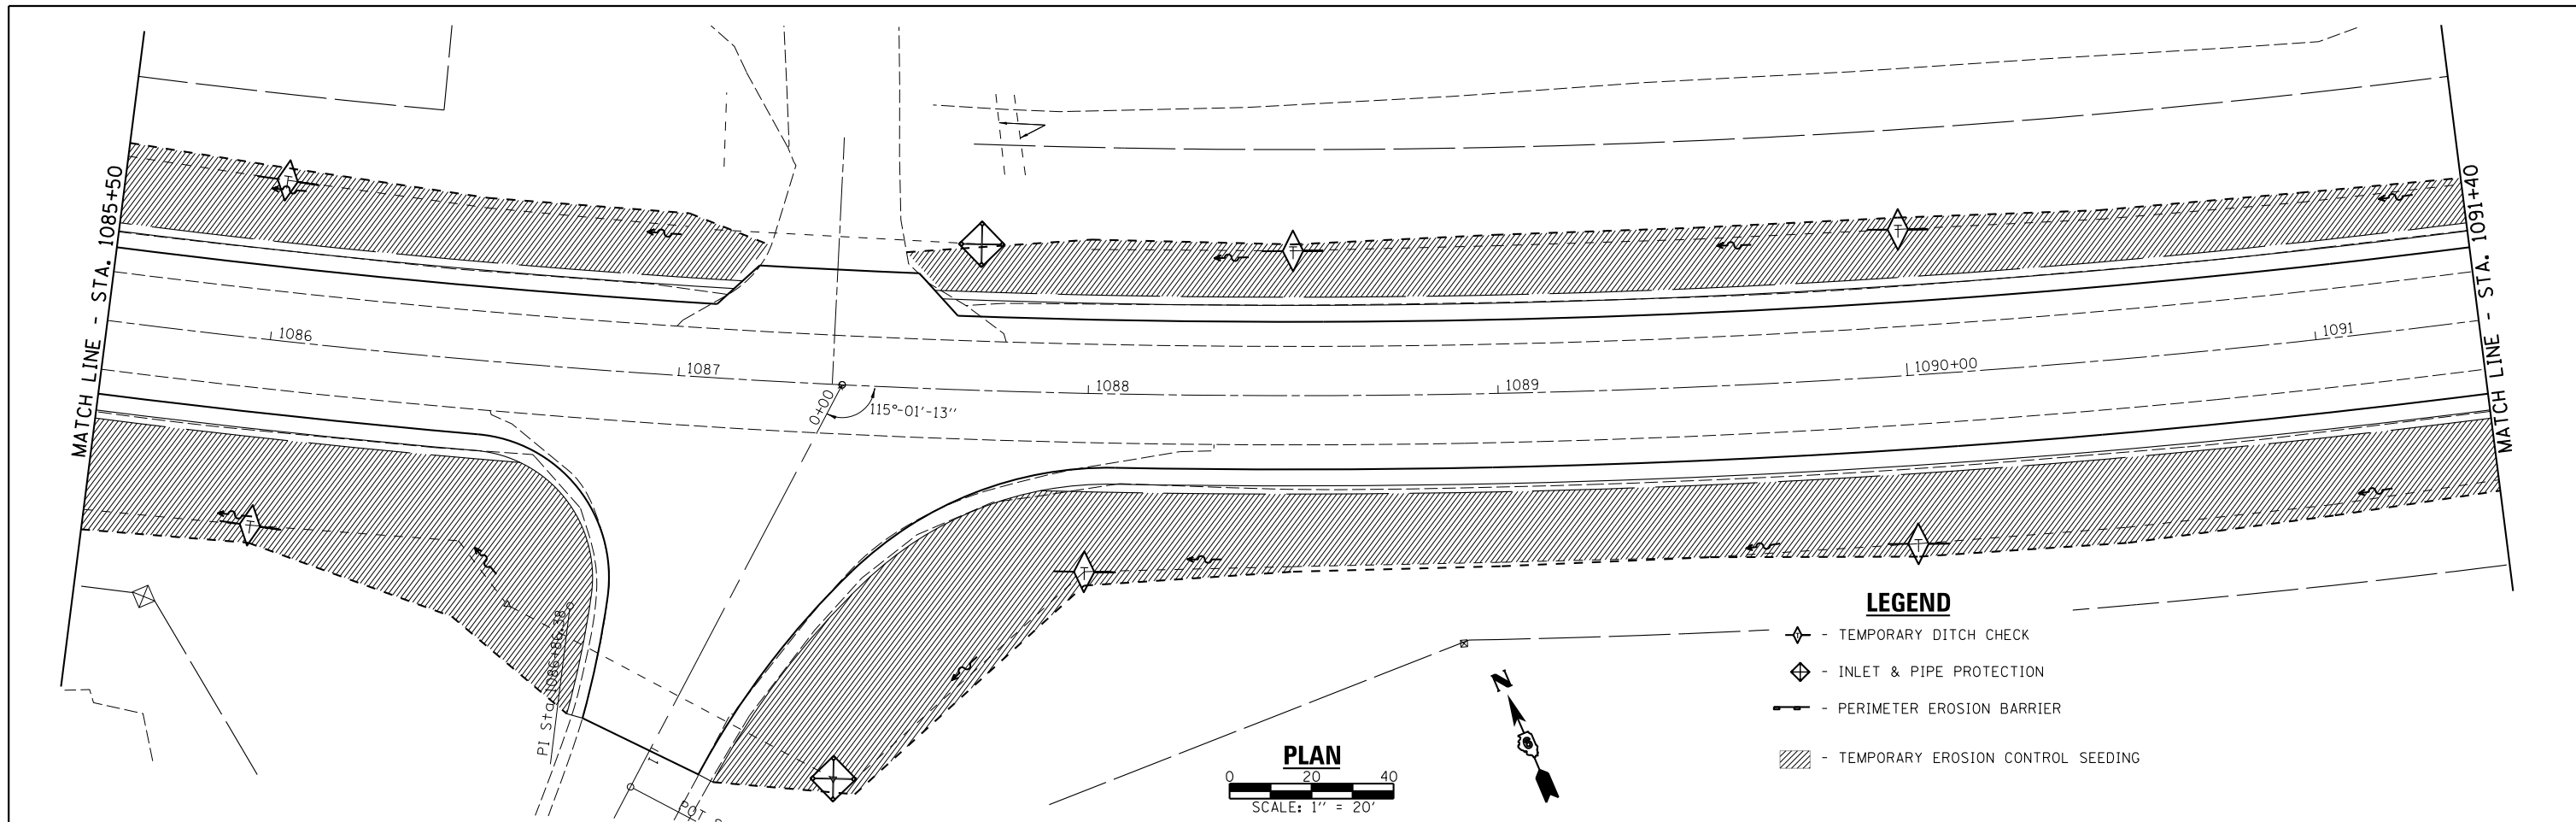 MATCH LINE - STA. 1085+50
MATCH LINE - STA. 1091+40
1086
1087
1088
1089
1090+00
1091
0+00
115°-01'-13''
PI Sta. 1086+86.38
1
LEGEND
T - TEMPORARY DITCH CHECK
- INLET & PIPE PROTECTION
- PERIMETER EROSION BARRIER
- TEMPORARY EROSION CONTROL SEEDING
N
PLAN
0 20 40
SCALE: 1'' = 20'
T
T
T
T
T
T